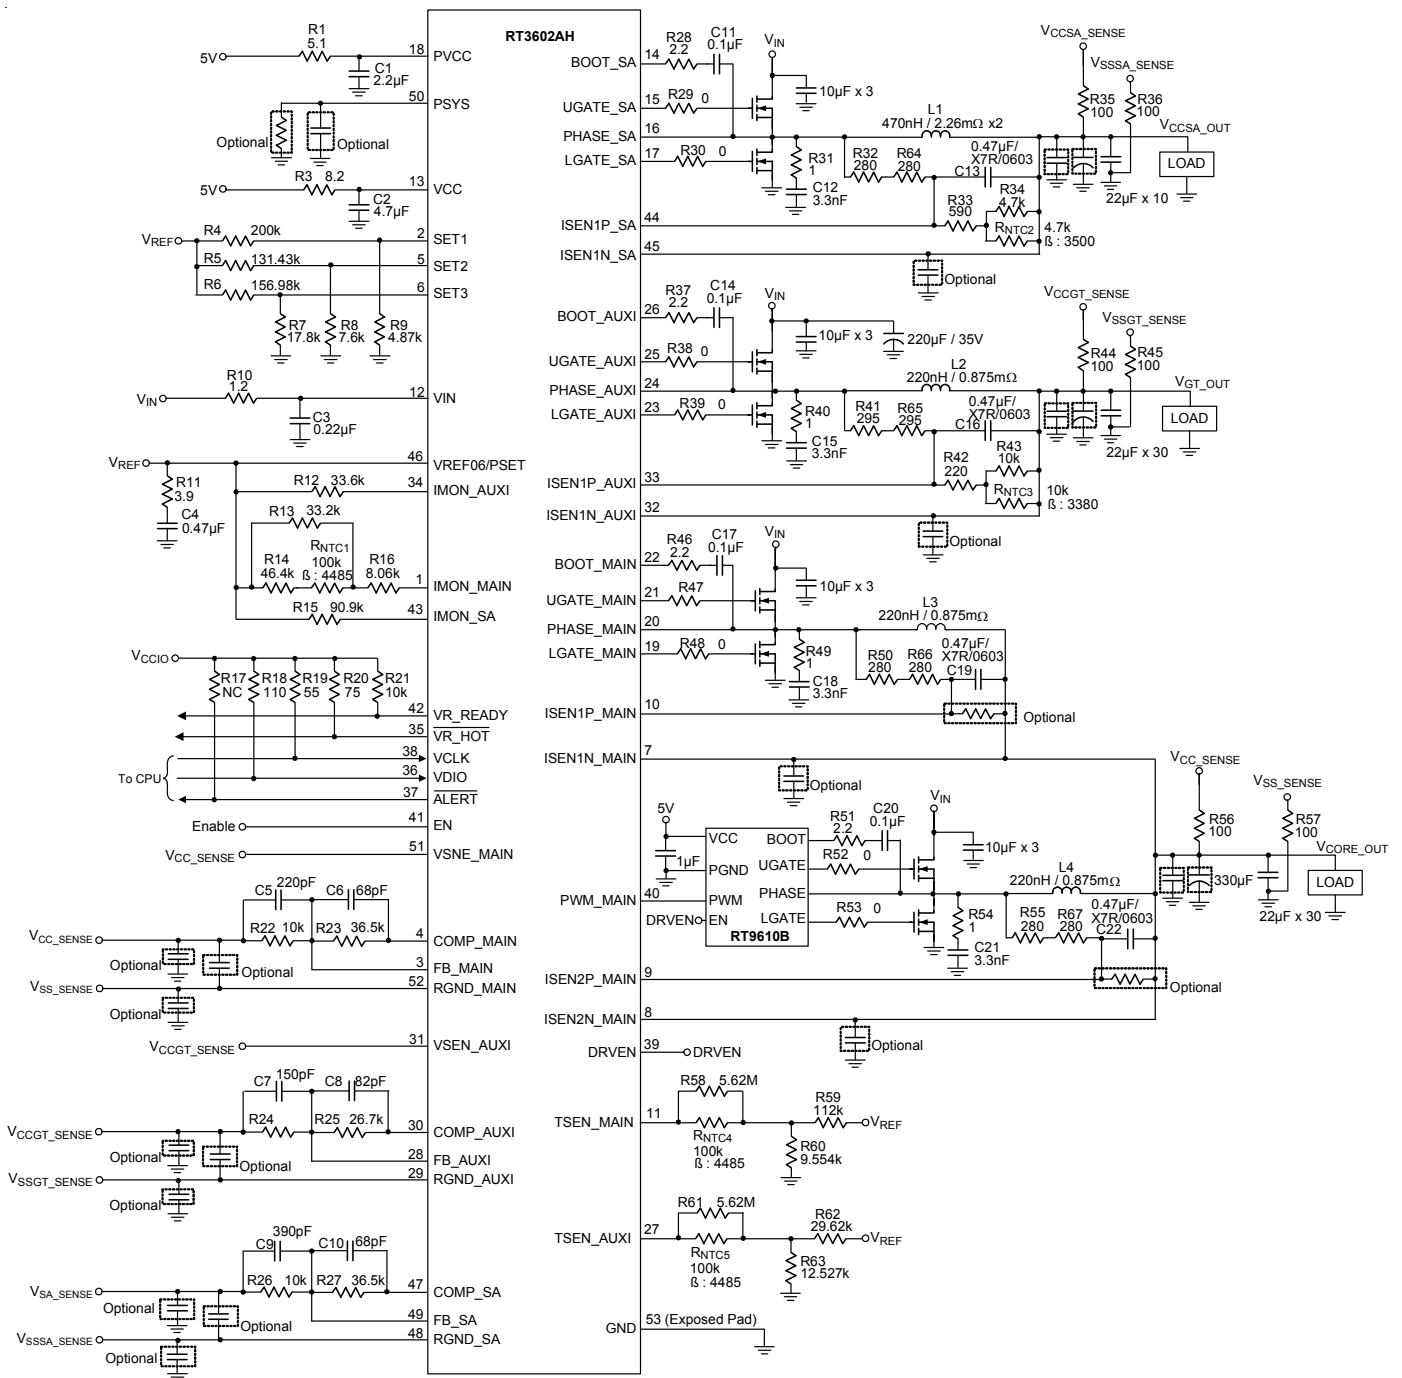 RT3602AH
R1
5.1
5V
18 PVCC
C1
2.2µF
50 PSYS
Optional
Optional
R3 8.2
5V
13 VCC
C2
4.7µF
VREF
R4 200k
2 SET1
R5 131.43k
5 SET2
R6 156.98k
6 SET3
R7
17.8k
R8
7.6k
R9
4.87k
R10
1.2
VIN
12 VIN
C3
0.22µF
VREF
46 VREF06/PSET
R11
3.9
C4
0.47µF
R12 33.6k
34 IMON_AUXI
R13 33.2k
RNTC1
100k
ß : 4485
R14
46.4k
R16
8.06k
1 IMON_MAIN
R15 90.9k
43 IMON_SA
VCCIO
R17
NC
R18
110
R19
55
R20
75
R21
10k
42 VR_READY
35 VR_HOT
38 VCLK
To CPU
36 VDIO
37 ALERT
Enable
41 EN
VCC_SENSE
51 VSNE_MAIN
220pF
C5
C6 68pF
VCC_SENSE
R22 10k
R23 36.5k
4 COMP_MAIN
Optional
Optional
3 FB_MAIN
VSS_SENSE
52 RGND_MAIN
Optional
VCCGT_SENSE
31 VSEN_AUXI
150pF
C7
C8 82pF
VCCGT_SENSE
R24
R25 26.7k
30 COMP_AUXI
Optional
Optional
28 FB_AUXI
VSSGT_SENSE
29 RGND_AUXI
Optional
390pF
C9
C10 68pF
VSA_SENSE
R26 10k
R27 36.5k
47 COMP_SA
Optional
Optional
49 FB_SA
VSSSA_SENSE
48 RGND_SA
Optional
BOOT_SA 14
R28
2.2
C11
0.1µF
VIN
10µF x 3
UGATE_SA 15
R29 0
PHASE_SA 16
LGATE_SA 17
R30 0
R31
1
C12
3.3nF
L1
470nH / 2.26mΩ x2
R32
280
R64
280
0.47µF/
X7R/0603
C13
R33
590
R34
4.7k
RNTC2
4.7k
ß : 3500
ISEN1P_SA 44
ISEN1N_SA 45
Optional
VCCSA_SENSE
VSSSA_SENSE
R35
100
R36
100
VCCSA_OUT
LOAD
22µF x 10
BOOT_AUXI 26
R37
2.2
C14
0.1µF
VIN
10µF x 3
220µF / 35V
UGATE_AUXI 25
R38 0
PHASE_AUXI 24
LGATE_AUXI 23
R39 0
R40
1
C15
3.3nF
L2
220nH / 0.875mΩ
R41
295
R65
295
0.47µF/
X7R/0603
C16
R42
220
R43
10k
RNTC3
10k
ß : 3380
ISEN1P_AUXI 33
ISEN1N_AUXI 32
Optional
VCCGT_SENSE
VSSGT_SENSE
R44
100
R45
100
VGT_OUT
LOAD
22µF x 30
BOOT_MAIN 22
R46
2.2
C17
0.1µF
VIN
10µF x 3
UGATE_MAIN 21
R47
PHASE_MAIN 20
LGATE_MAIN 19
R48 0
R49
1
C18
3.3nF
L3
220nH / 0.875mΩ
R50
280
R66
280
0.47µF/
X7R/0603
C19
ISEN1P_MAIN 10
Optional
ISEN1N_MAIN 7
Optional
5V
1µF
VCC
PGND
PWM
EN
BOOT
UGATE
PHASE
LGATE
RT9610B
PWM_MAIN 40
DRVEN
R51
2.2
C20
0.1µF
VIN
10µF x 3
R52 0
R53 0
R54
1
C21
3.3nF
L4
220nH / 0.875mΩ
R55
280
R67
280
0.47µF/
X7R/0603
C22
VCC_SENSE
VSS_SENSE
R56
100
R57
100
VCORE_OUT
330µF
LOAD
22µF x 30
ISEN2P_MAIN 9
Optional
ISEN2N_MAIN 8
Optional
DRVEN 39
DRVEN
R58 5.62M
TSEN_MAIN 11
RNTC4
100k
ß : 4485
R59
112k
VREF
R60
9.554k
R61 5.62M
TSEN_AUXI 27
RNTC5
100k
ß : 4485
R62
29.62k
VREF
R63
12.527k
GND 53 (Exposed Pad)